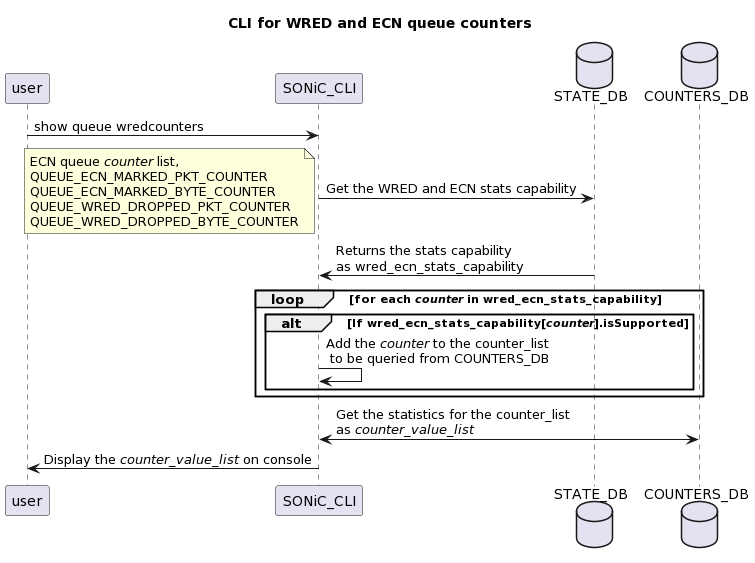 CLI for WRED and ECN queue counters
user
SONiC_CLI
STATE_DB
COUNTERS_DB
show queue wredcounters
ECN queue counter list,
QUEUE_ECN_MARKED_PKT_COUNTER
QUEUE_ECN_MARKED_BYTE_COUNTER
QUEUE_WRED_DROPPED_PKT_COUNTER
QUEUE_WRED_DROPPED_BYTE_COUNTER
Get the WRED and ECN stats capability
Returns the stats capability
as wred_ecn_stats_capability
loop
[for each counter in wred_ecn_stats_capability]
alt
[If wred_ecn_stats_capability[counter].isSupported]
Add the counter to the counter_list
to be queried from COUNTERS_DB
Get the statistics for the counter_list
as counter_value_list
Display the counter_value_list on console
user
SONiC_CLI
STATE_DB
COUNTERS_DB